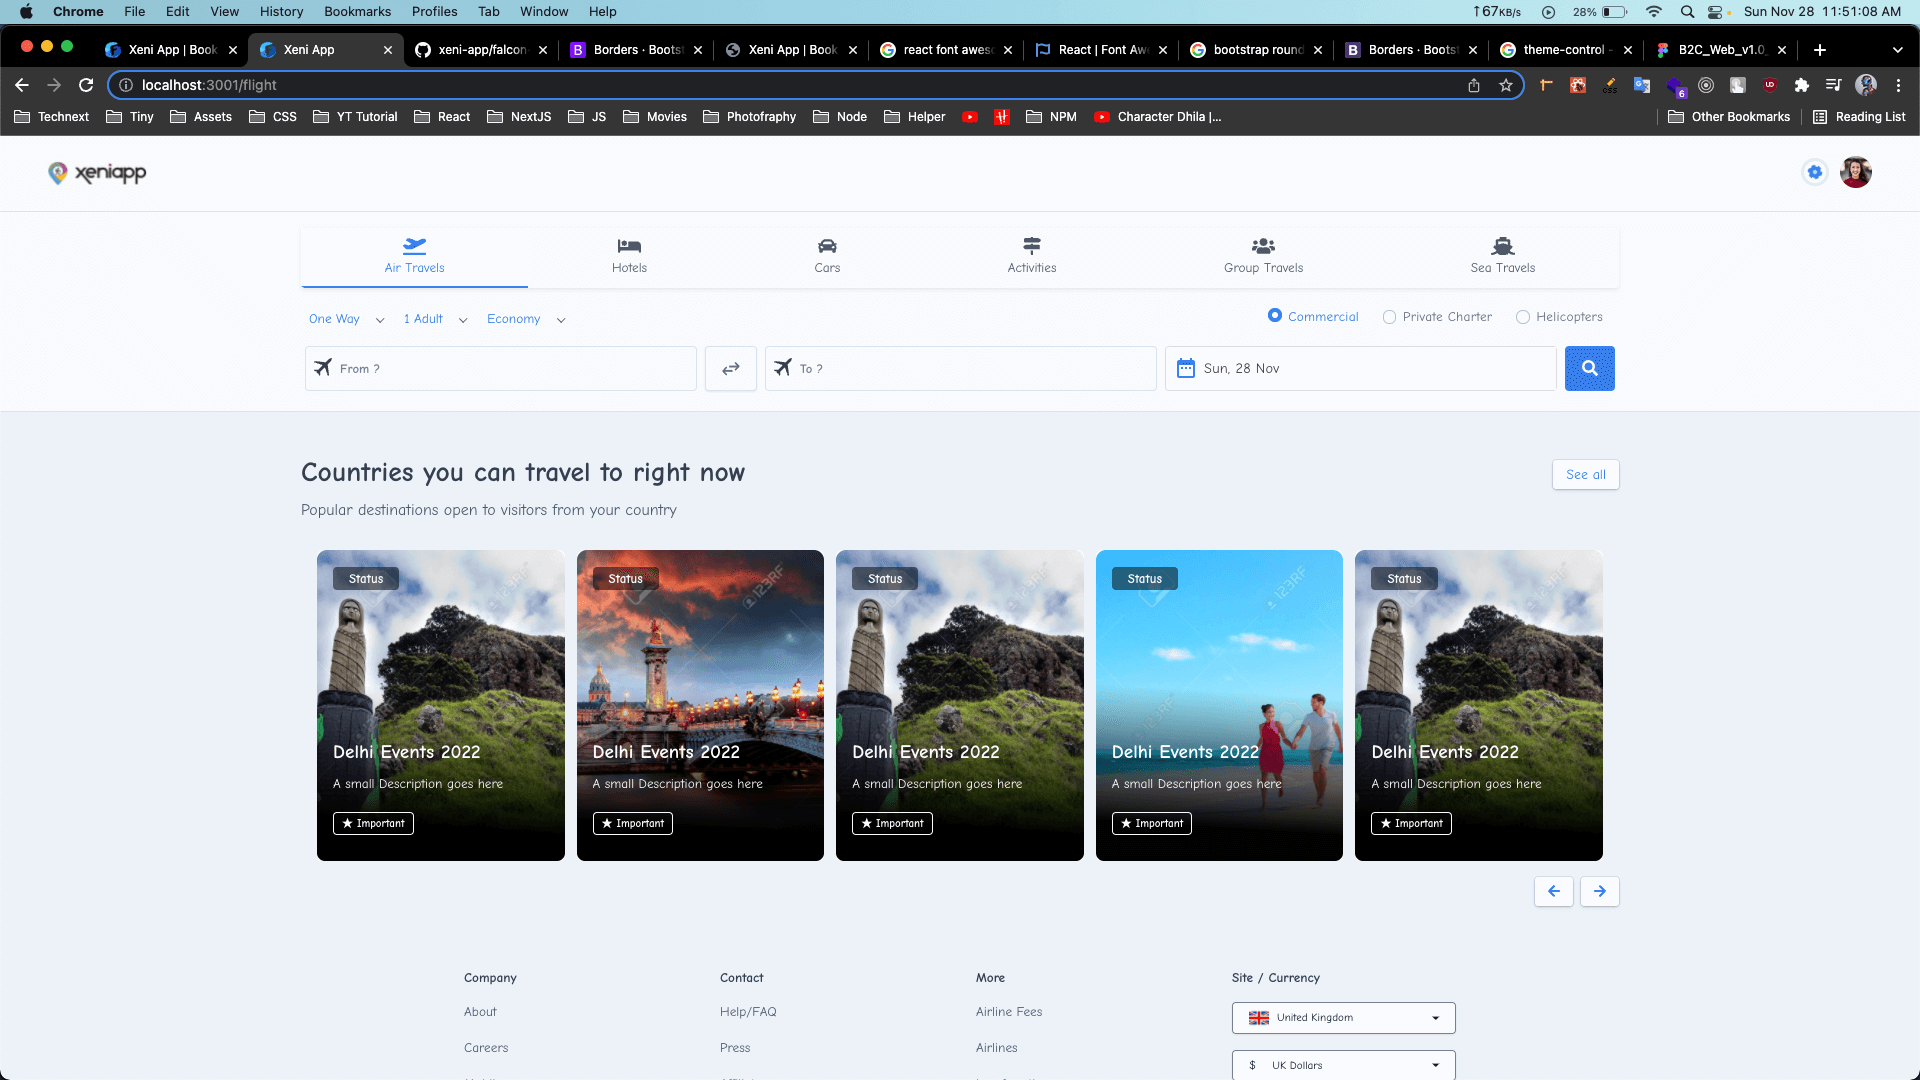 Chrome File Edit View History Bookmarks Profiles Tab Window Help
↑67KB/s 28% Sun Nov 28 11:51:08 AM
Xeni App | Book
Xeni App
xeni-app/falcon-
Borders · Bootst
Xeni App | Book
react font aweso
React | Font Aw
bootstrap round
Borders · Bootst
theme-control -
B2C_Web_v1.0_
localhost:3001/flight
6
Technext Tiny Assets CSS YT Tutorial React NextJS JS Movies Photofraphy Node Helper NPM Character Dhila |... Other Bookmarks Reading List
xeniapp
Air Travels
Hotels
Cars
Activities
Group Travels
Sea Travels
One Way 1 Adult Economy
Commercial Private Charter Helicopters
From ?
To ?
Sun, 28 Nov
Countries you can travel to right now
See all
Popular destinations open to visitors from your country
Status
Delhi Events 2022
A small Description goes here
★ Important
Status
123RF
Delhi Events 2022
A small Description goes here
★ Important
Status
Delhi Events 2022
A small Description goes here
★ Important
Status
123RF
Delhi Events 2022
A small Description goes here
★ Important
Status
Delhi Events 2022
A small Description goes here
★ Important
Company
About
Careers
Contact
Help/FAQ
Press
More
Airline Fees
Airlines
Site / Currency
United Kingdom
$ UK Dollars